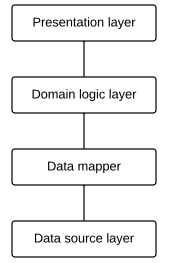 Presentation layer
Domain logic layer
Data mapper
Data source layer